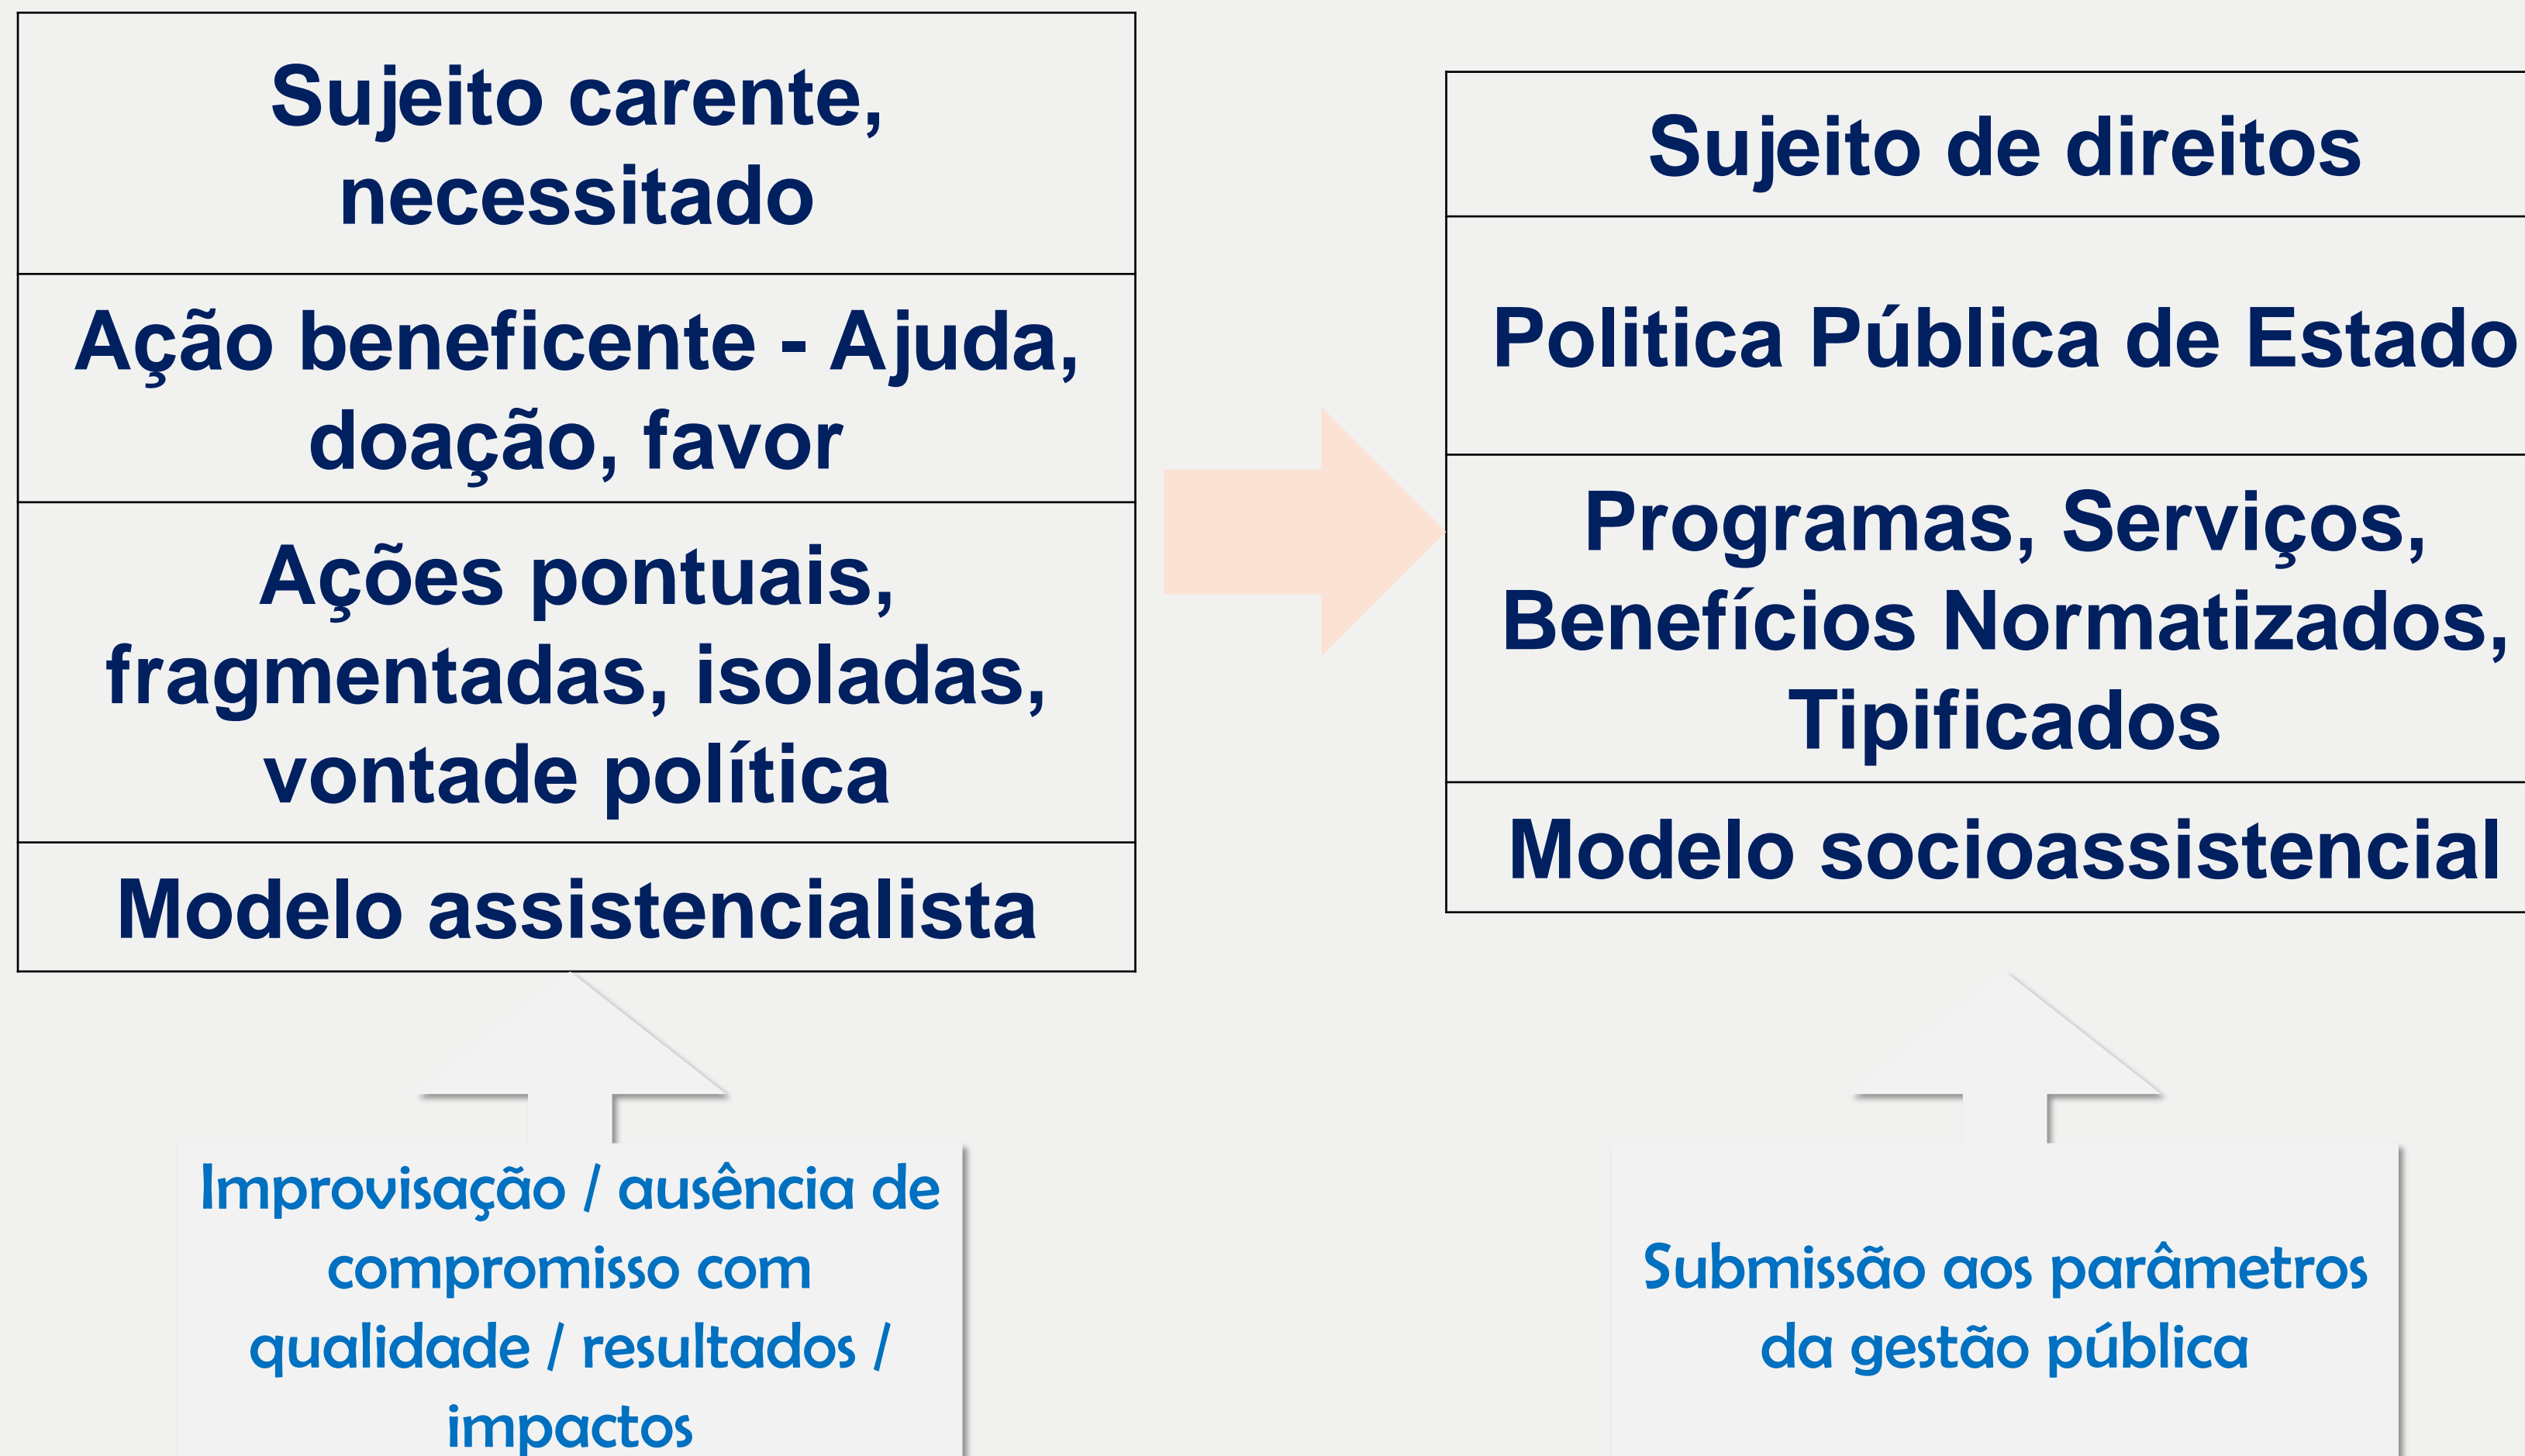 Sujeito carente,
necessitado
Ação beneficente - Ajuda,
doação, favor
Ações pontuais,
fragmentadas, isoladas,
vontade política
Modelo assistencialista
Sujeito de direitos
Politica Pública de Estado
Programas, Serviços,
Benefícios Normatizados,
Tipificados
Modelo socioassistencial
Improvisação / ausência de
compromisso com
qualidade / resultados /
impactos
Submissão aos parâmetros
da gestão pública